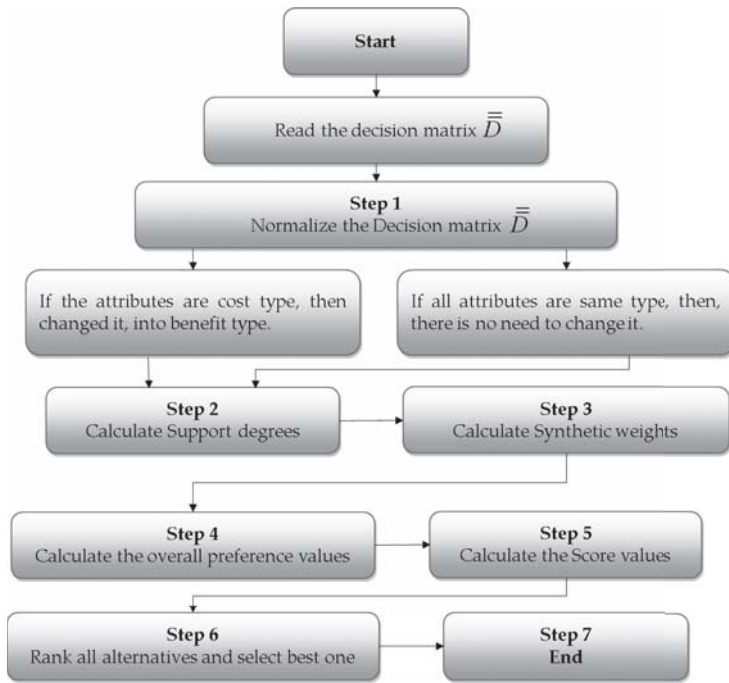 Start
Read the decision matrix D̿
Step 1
Normalize the Decision matrix D̿
If the attributes are cost type, then
changed it, into benefit type.
If all attributes are same type, then,
there is no need to change it.
Step 2
Calculate Support degrees
Step 3
Calculate Synthetic weights
Step 4
Calculate the overall preference values
Step 5
Calculate the Score values
Step 6
Rank all alternatives and select best one
Step 7
End